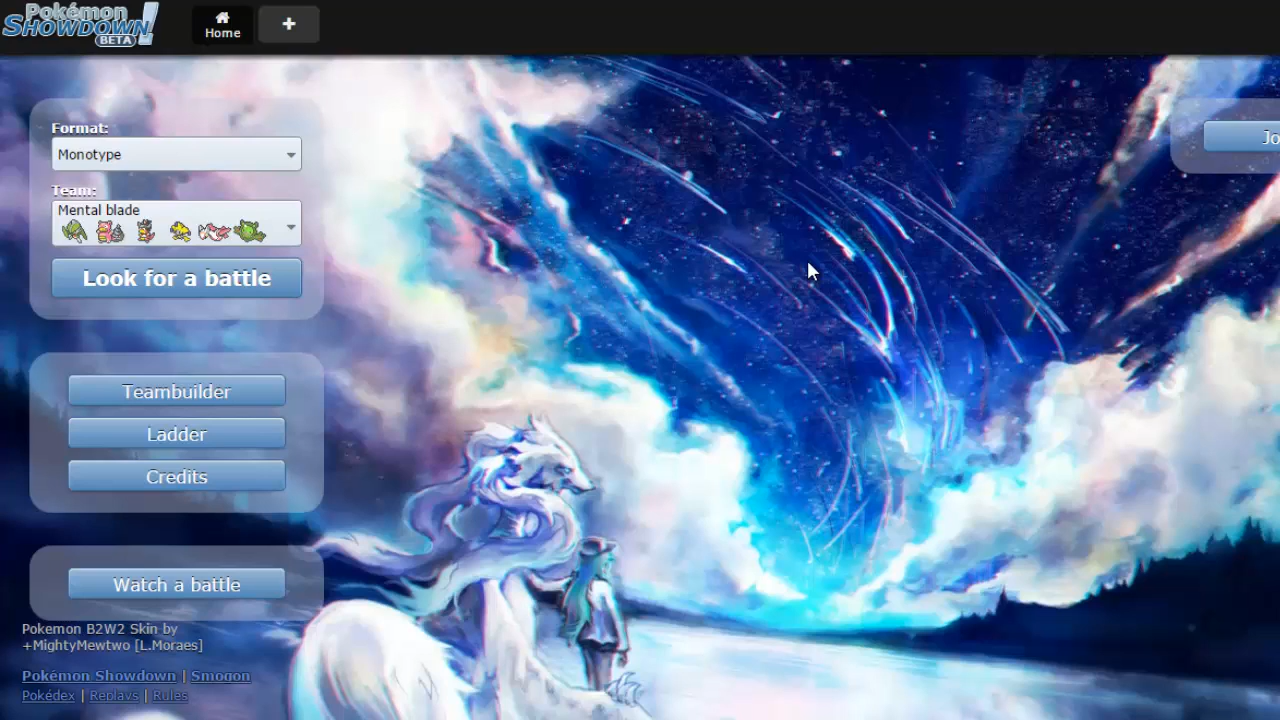 Pokémon
SHOWDOWN!
BETA
Home
Format:
Monotype
Team:
Mental blade
Look for a battle
Teambuilder
Ladder
Credits
Watch a battle
Pokemon B2W2 Skin by
+MightyMewtwo [L.Moraes]
Pokémon Showdown | Smogon
Pokédex | Replays | Rules
Jo